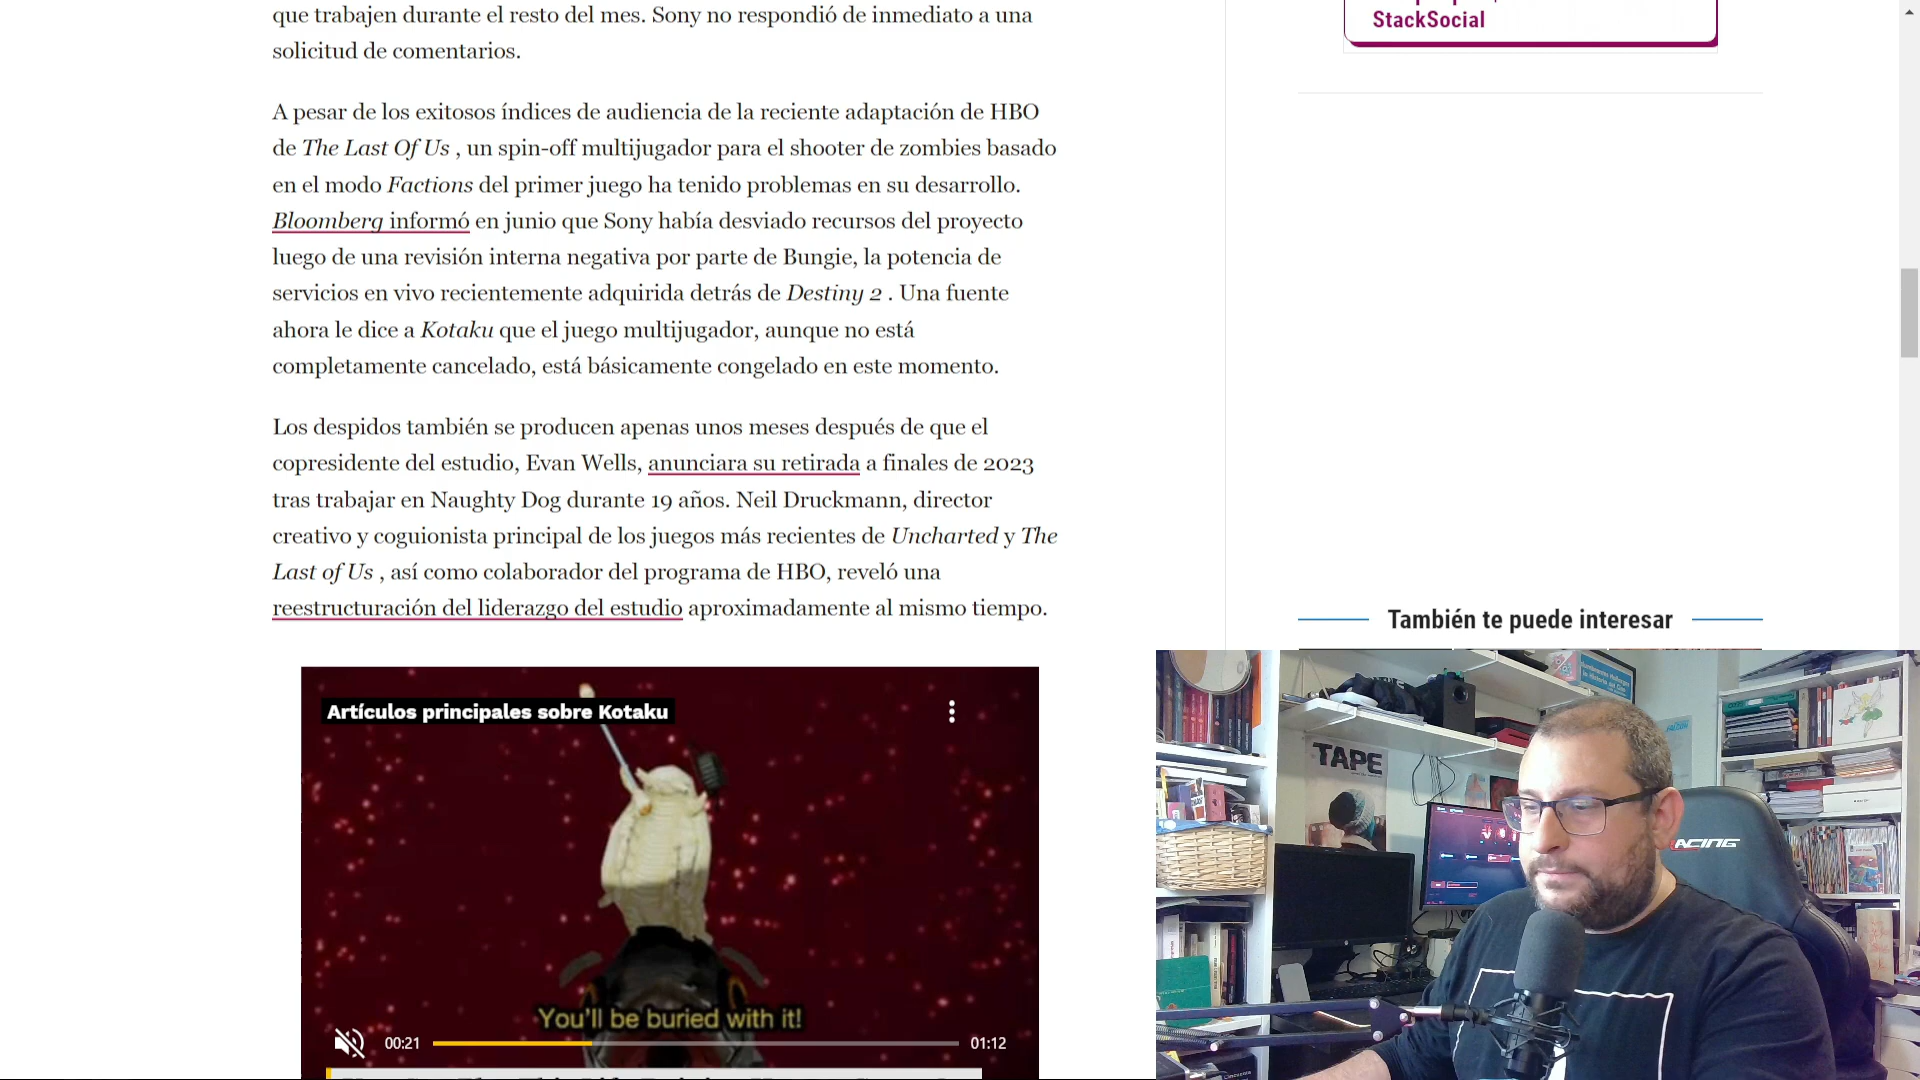 que trabajen durante el resto del mes. Sony no respondió de inmediato a una
solicitud de comentarios.
A pesar de los exitosos índices de audiencia de la reciente adaptación de HBO
de The Last Of Us , un spin-off multijugador para el shooter de zombies basado
en el modo Factions del primer juego ha tenido problemas en su desarrollo.
Bloomberg informó en junio que Sony había desviado recursos del proyecto
luego de una revisión interna negativa por parte de Bungie, la potencia de
servicios en vivo recientemente adquirida detrás de Destiny 2 . Una fuente
ahora le dice a Kotaku que el juego multijugador, aunque no está
completamente cancelado, está básicamente congelado en este momento.
Los despidos también se producen apenas unos meses después de que el
copresidente del estudio, Evan Wells, anunciara su retirada a finales de 2023
tras trabajar en Naughty Dog durante 19 años. Neil Druckmann, director
creativo y coguionista principal de los juegos más recientes de Uncharted y The
Last of Us , así como colaborador del programa de HBO, reveló una
reestructuración del liderazgo del estudio aproximadamente al mismo tiempo.
Artículos principales sobre Kotaku
You'll be buried with it!
00:21
01:12
StackSocial
También te puede interesar
TAPE
ACING